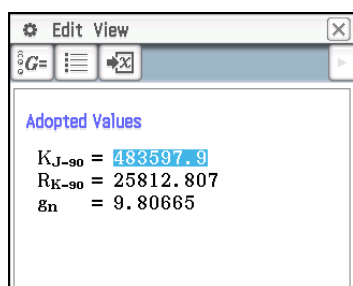 Edit View
G=
Adopted Values
KJ-90 = 483597.9
RK-90 = 25812.807
gn = 9.80665